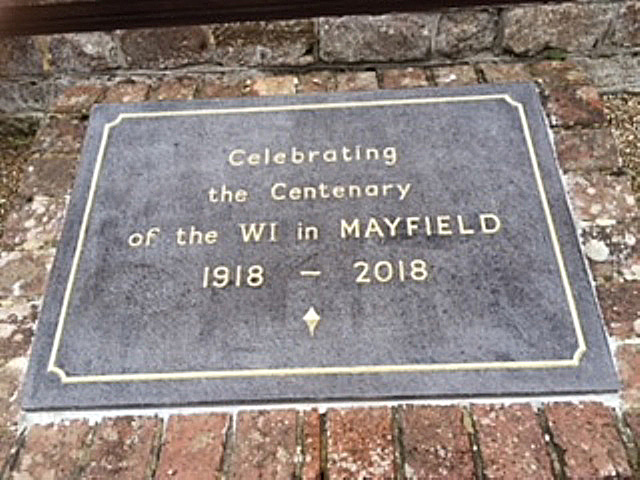 Celebrating
the Centenary
of the WI in MAYFIELD
1918 – 2018